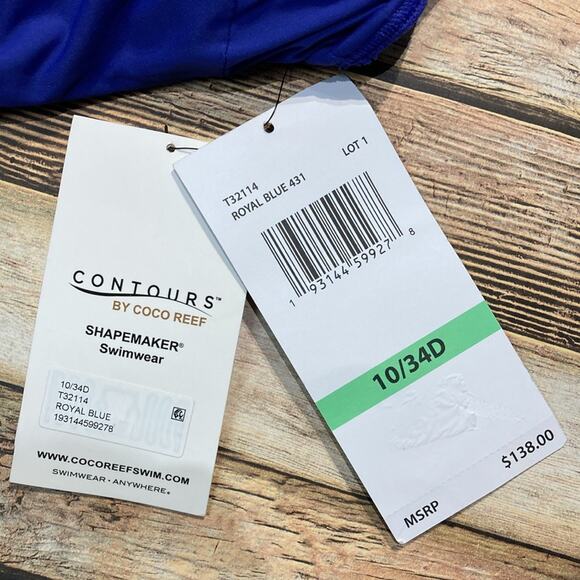 CONTOURS™
BY COCO REEF
SHAPEMAKER®
Swimwear
10/34D
T32114
ROYAL BLUE
193144599278
WWW.COCOREEFSWIM.COM
SWIMWEAR • ANYWHERE®
T32114
ROYAL BLUE 431
LOT 1
1 93144 59927 8
10/34D
MSRP $138.00